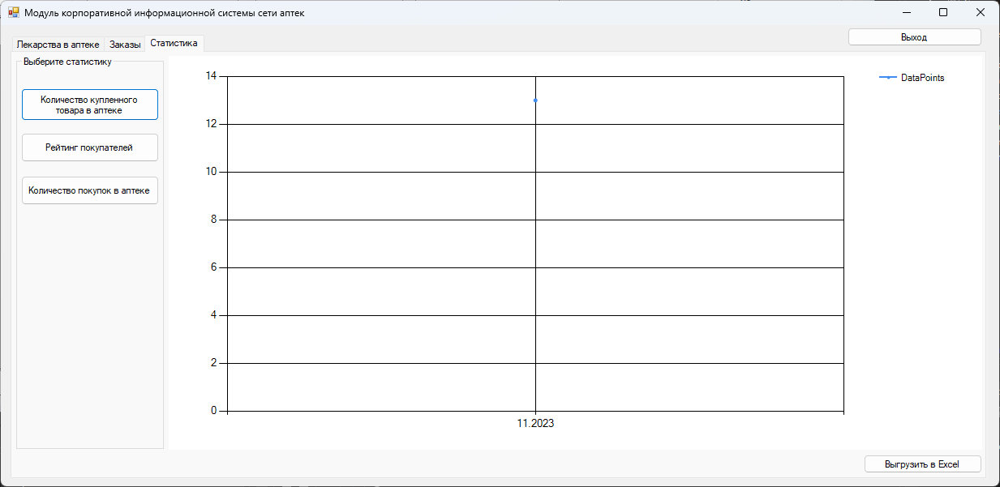 Модуль корпоративной информационной системы сети аптек
Выход
Лекарства в аптеке
Заказы
Статистика
Выберите статистику
Количество купленного
товара в аптеке
Рейтинг покупателей
Количество покупок в аптеке
14
12
10
8
6
4
2
0
11.2023
DataPoints
Выгрузить в Excel